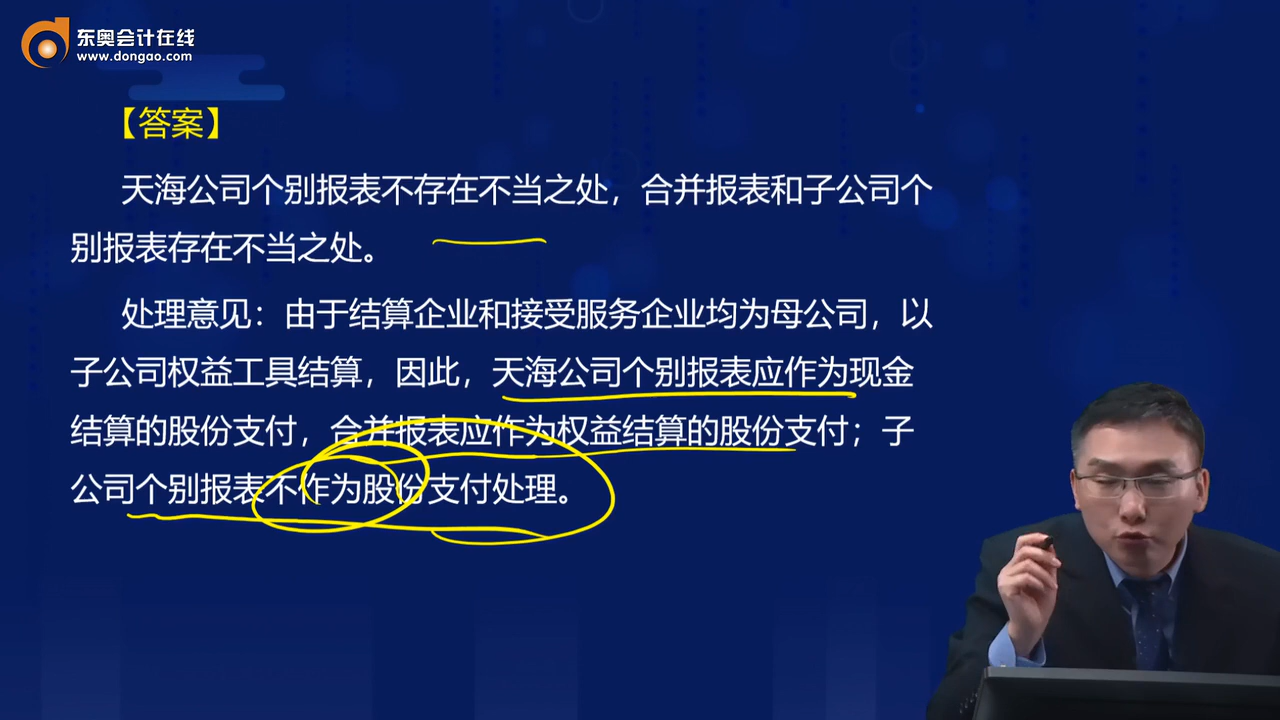 东奥会计在线
www.dongao.com
【答案】
天海公司个别报表不存在不当之处，合并报表和子公司个
别报表存在不当之处。
处理意见：由于结算企业和接受服务企业均为母公司，以
子公司权益工具结算，因此，天海公司个别报表应作为现金
结算的股份支付，合并报表应作为权益结算的股份支付；子
公司个别报表不作为股份支付处理。